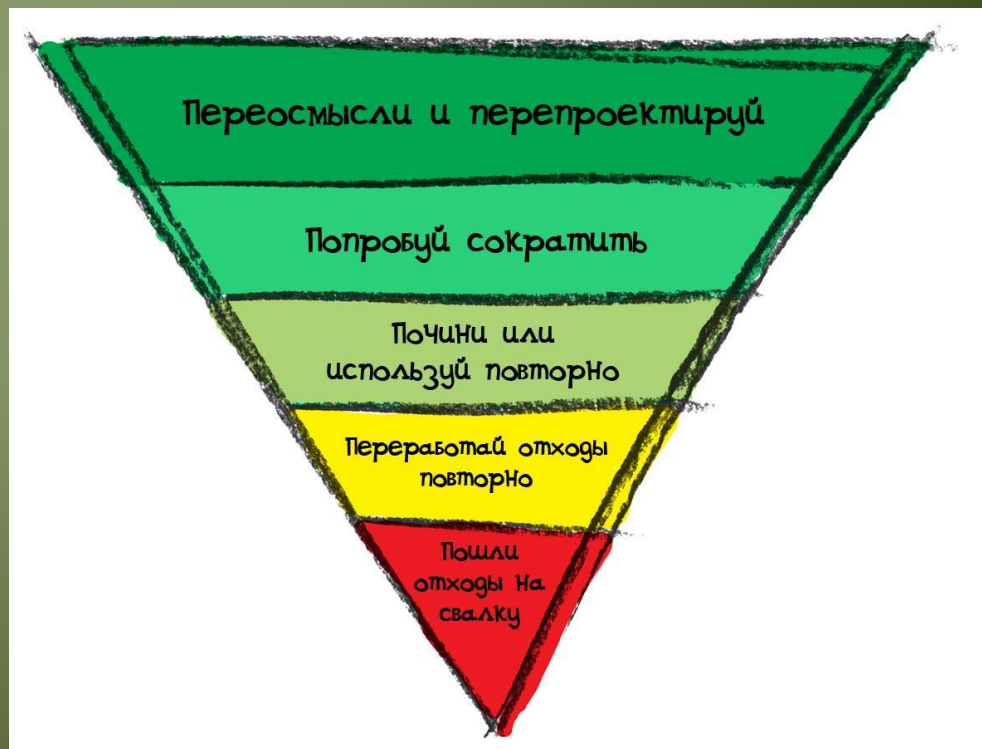 Переосмысли и перепроектируй
Попробуй сократить
Почини или
используй повторно
Переработай отходы
повторно
Пошли
отходы на
свалку